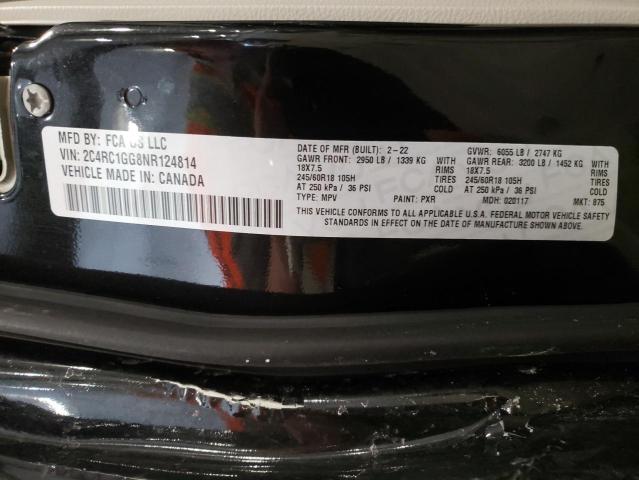 MFD BY: FCA US LLC
VIN: 2C4RC1GG8NR124814
VEHICLE MADE IN: CANADA
DATE OF MFR (BUILT): 2-22 GVWR: 6055 LB / 2747 KG
GAWR FRONT: 2950 LB / 1339 KG WITH GAWR REAR: 3200 LB / 1452 KG WITH
18X7.5 RIMS 18X7.5 RIMS
245/60R18 105H TIRES 245/60R18 105H TIRES
AT 250 kPa / 36 PSI COLD AT 250 kPa / 36 PSI COLD
TYPE: MPV PAINT: PXR MDH: 020117 MKT: 875
THIS VEHICLE CONFORMS TO ALL APPLICABLE U.S.A. FEDERAL MOTOR VEHICLE SAFETY
STANDARDS IN EFFECT ON THE DATE OF MANUFACTURE SHOWN ABOVE.